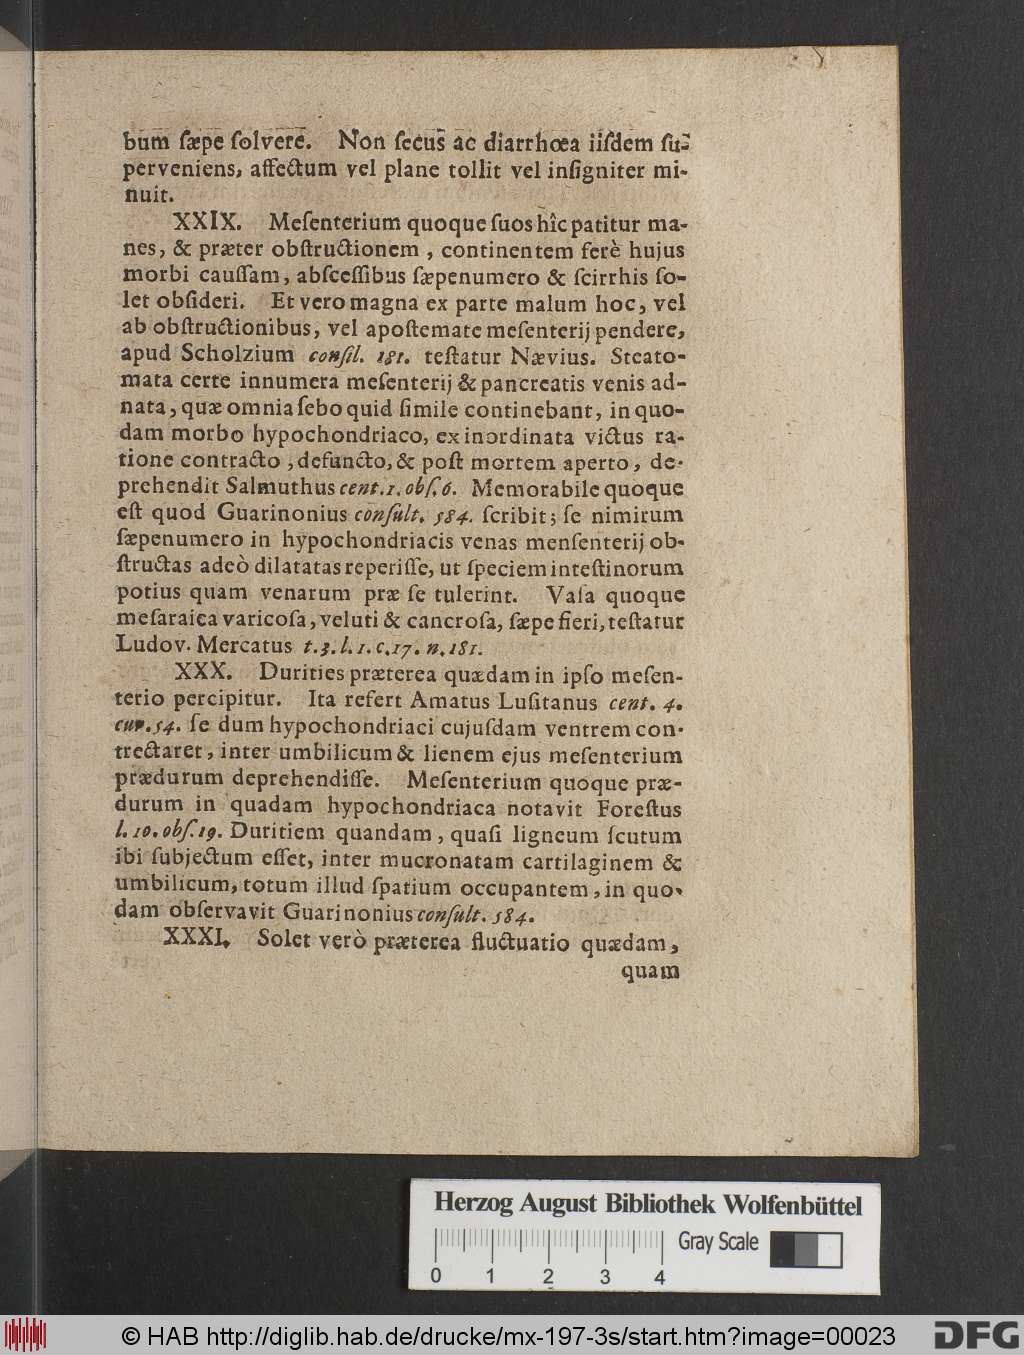 bum ſæpe ſolvere. Non ſecus ac diarrhœa iiſdem ſu-
perveniens, affectum vel plane tollit vel inſigniter mi-
nuit.
XXIX. Meſenterium quoque ſuos hîc patitur ma-
nes, & præter obſtructionem, continentem ferè hujus
morbi cauſſam, abſceſſibus ſæpenumero & ſcirrhis ſo-
let obſideri. Et vero magna ex parte malum hoc, vel
ab obſtructionibus, vel apoſtemate meſenterij pendere,
apud Scholzium conſil. 181. teſtatur Nævius. Steato-
mata certe innumera meſenterij & pancreatis venis ad-
nata, quæ omnia ſebo quid ſimile continebant, in quo-
dam morbo hypochondriaco, ex inordinata victus ra-
tione contracto, defuncto, & poſt mortem aperto, de-
prehendit Salmuthus cent. 1. obſ. 6. Memorabile quoque
eſt quod Guarinonius conſult. 584. ſcribit; ſe nimirum
ſæpenumero in hypochondriacis venas menſenterij ob-
ſtructas adeò dilatatas reperiſſe, ut ſpeciem inteſtinorum
potius quam venarum præ ſe tulerint. Vaſa quoque
meſaraica varicoſa, veluti & cancroſa, ſæpe fieri, teſtatur
Ludov. Mercatus t. 3. l. 1. c. 17. n. 181.
XXX. Durities præterea quædam in ipſo meſen-
terio percipitur. Ita refert Amatus Luſitanus cent. 4.
cur. 54. ſe dum hypochondriaci cujuſdam ventrem con-
trectaret, inter umbilicum & lienem ejus meſenterium
prædurum deprehendiſſe. Meſenterium quoque præ-
durum in quadam hypochondriaca notavit Foreſtus
l. 10. obſ. 19. Duritiem quandam, quaſi ligneum ſcutum
ibi ſubjectum eſſet, inter mucronatam cartilaginem &
umbilicum, totum illud ſpatium occupantem, in quo-
dam obſervavit Guarinonius conſult. 584.
XXXI. Solet verò præterea fluctuatio quædam,
quam
Herzog August Bibliothek Wolfenbüttel
Gray Scale
0 1 2 3 4
© HAB http://diglib.hab.de/drucke/mx-197-3s/start.htm?image=00023
DFG